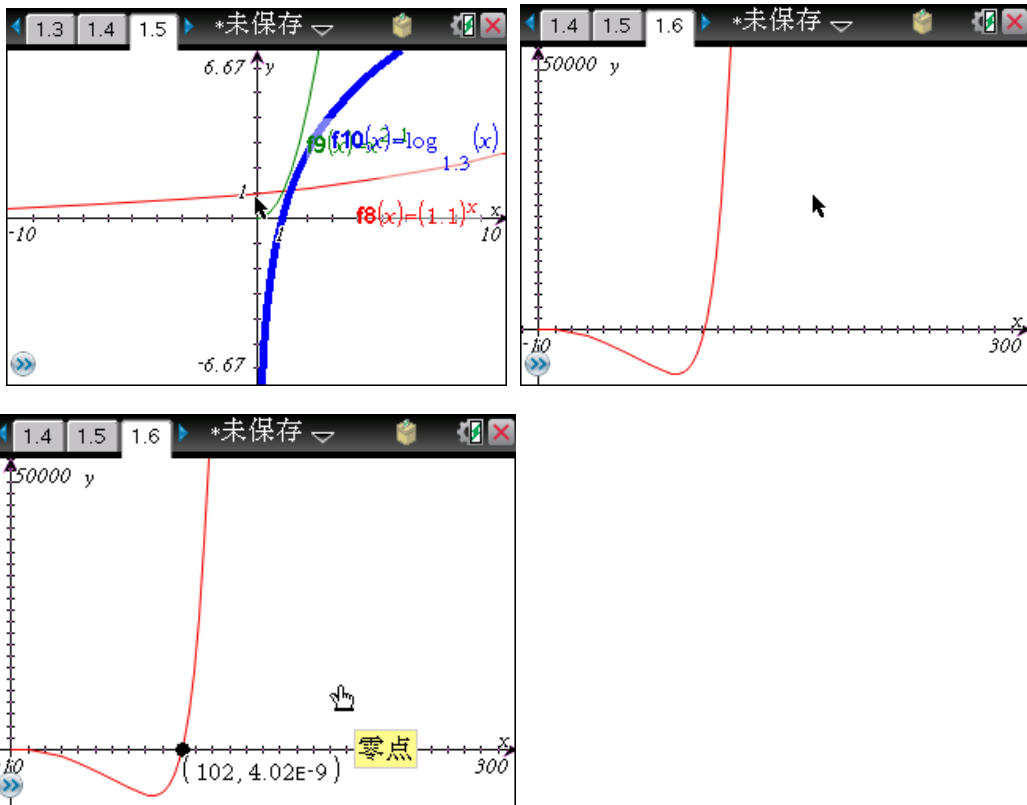 1.3 1.4 1.5 *未保存
6.67 y
f10(x)=log1.3(x)
1
f8(x)=(1.1)^x
x
-10
1
10
-6.67
1.4 1.5 1.6 *未保存
50000 y
x
300
1.4 1.5 1.6 *未保存
50000 y
零点
x
(102,4.02E-9)
300